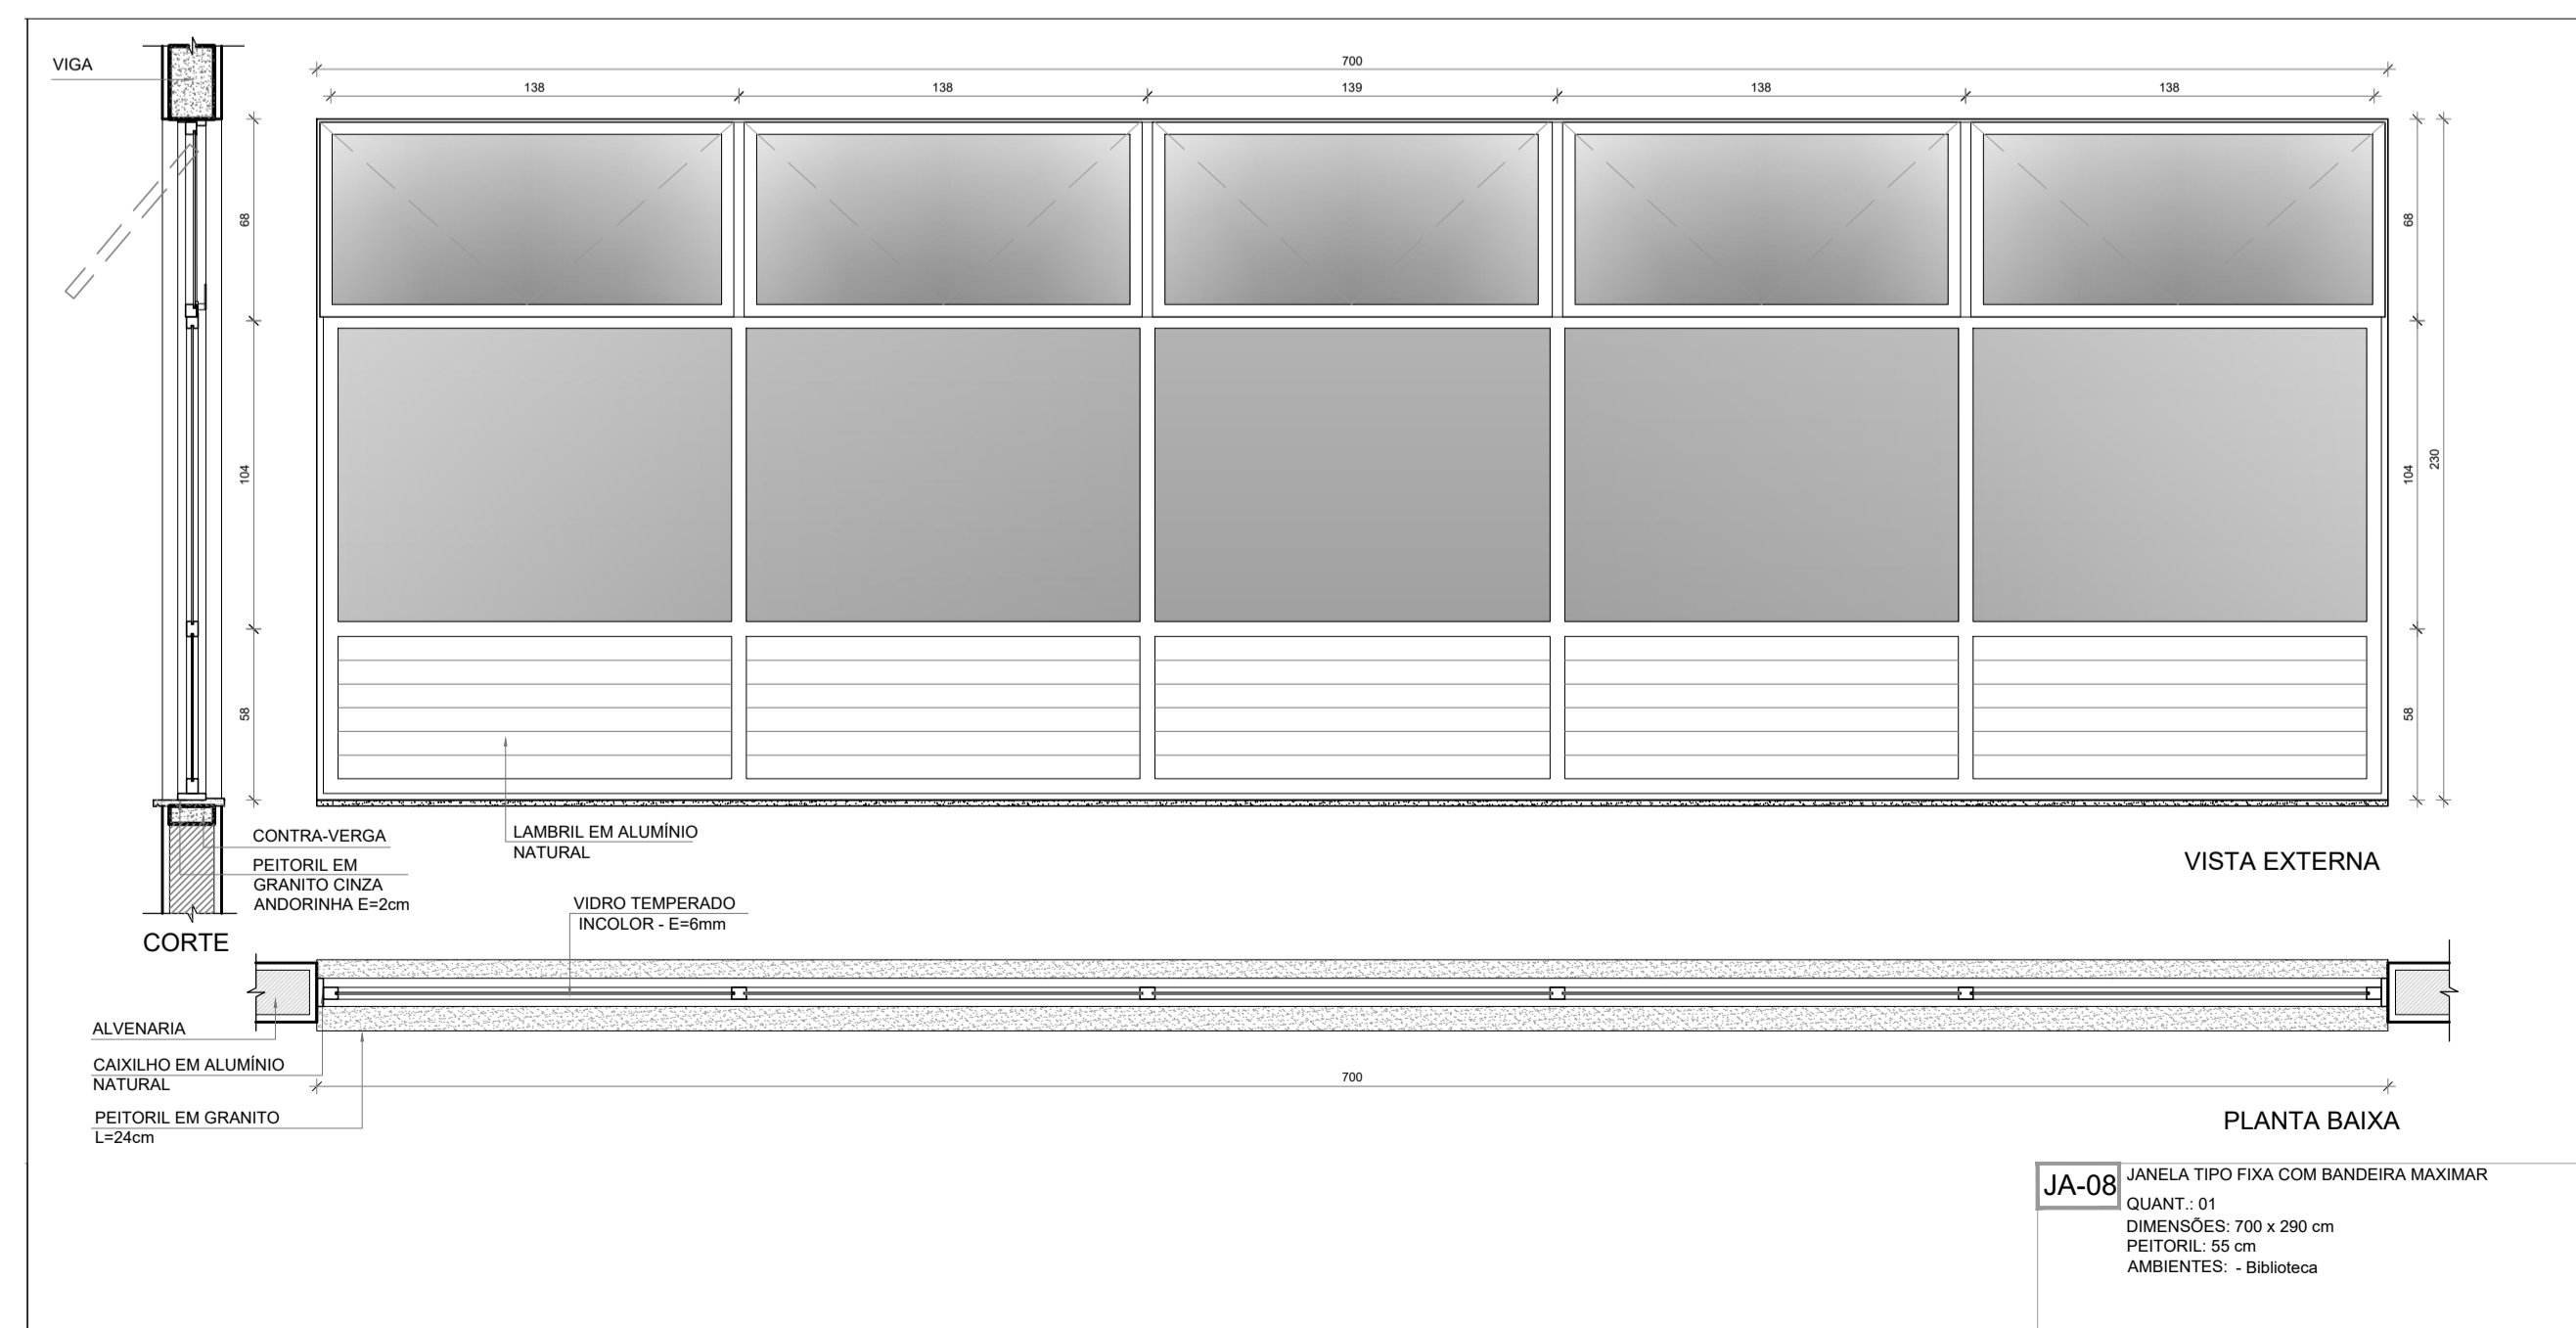 VIGA
700
138
138
139
138
138
68
104
58
68
104
58
230
CONTRA-VERGA
PEITORIL EM
GRANITO CINZA
ANDORINHA E=2cm
LAMBRIL EM ALUMÍNIO
NATURAL
VISTA EXTERNA
CORTE
VIDRO TEMPERADO
INCOLOR - E=6mm
ALVENARIA
CAIXILHO EM ALUMÍNIO
NATURAL
PEITORIL EM GRANITO
L=24cm
700
PLANTA BAIXA
JA-08
JANELA TIPO FIXA COM BANDEIRA MAXIMAR
QUANT.: 01
DIMENSÕES: 700 x 290 cm
PEITORIL: 55 cm
AMBIENTES: - Biblioteca